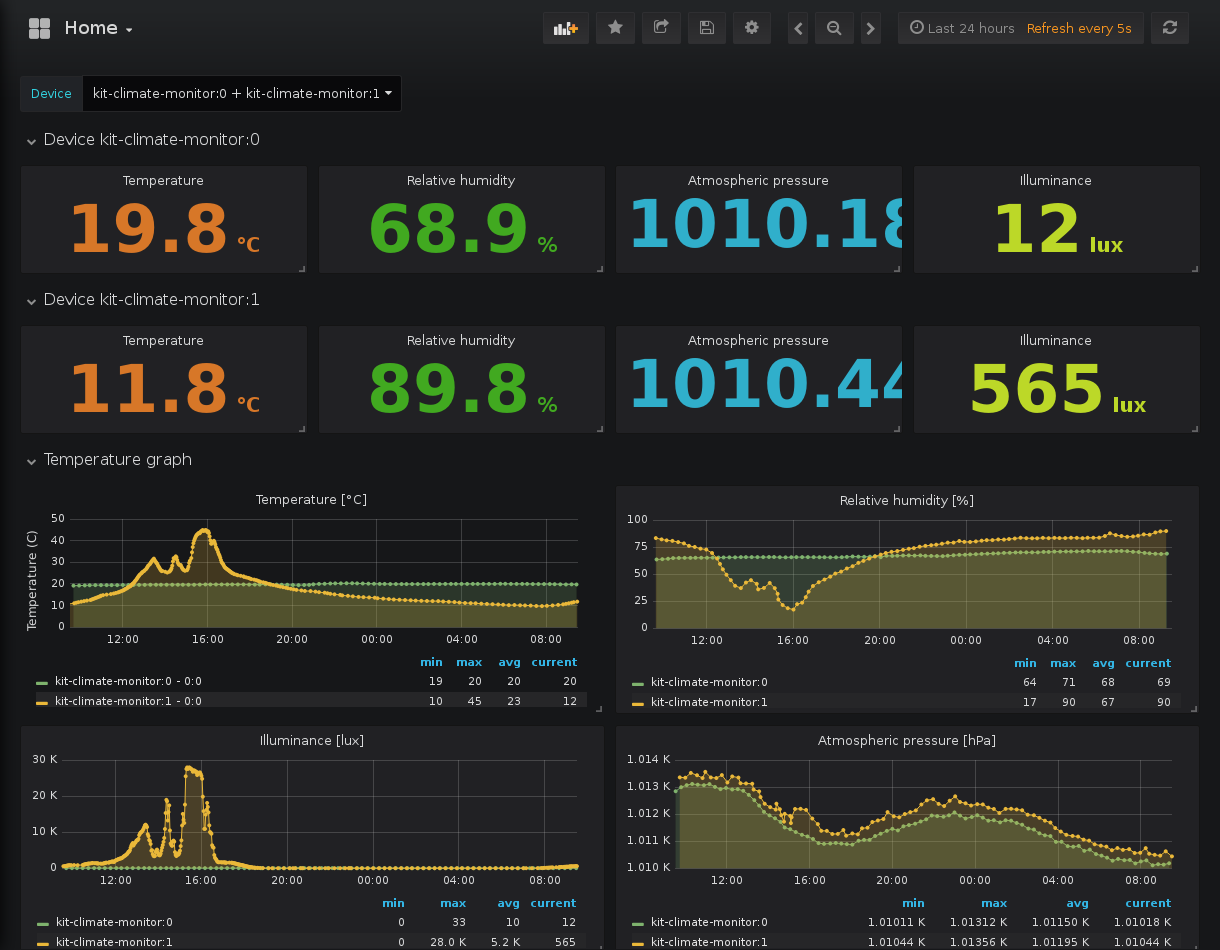 Home
Last 24 hours Refresh every 5s
Device kit-climate-monitor:0 + kit-climate-monitor:1
Device kit-climate-monitor:0
Temperature Relative humidity Atmospheric pressure Illuminance
19.8 °C 68.9 % 1010.18 12 lux
Device kit-climate-monitor:1
Temperature Relative humidity Atmospheric pressure Illuminance
11.8 °C 89.8 % 1010.44 565 lux
Temperature graph
Temperature [°C]
Temperature (C)
50
40
30
20
10
0
12:00 16:00 20:00 00:00 04:00 08:00
min max avg current
kit-climate-monitor:0 - 0:0 19 20 20 20
kit-climate-monitor:1 - 0:0 10 45 23 12
Relative humidity [%]
100
75
50
25
0
12:00 16:00 20:00 00:00 04:00 08:00
min max avg current
kit-climate-monitor:0 64 71 68 69
kit-climate-monitor:1 17 90 67 90
Illuminance [lux]
30 K
20 K
10 K
0
12:00 16:00 20:00 00:00 04:00 08:00
min max avg current
kit-climate-monitor:0 0 33 10 12
kit-climate-monitor:1 0 28.0 K 5.2 K 565
Atmospheric pressure [hPa]
1.014 K
1.013 K
1.012 K
1.011 K
1.010 K
12:00 16:00 20:00 00:00 04:00 08:00
min max avg current
kit-climate-monitor:0 1.01011 K 1.01312 K 1.01150 K 1.01018 K
kit-climate-monitor:1 1.01044 K 1.01356 K 1.01195 K 1.01044 K